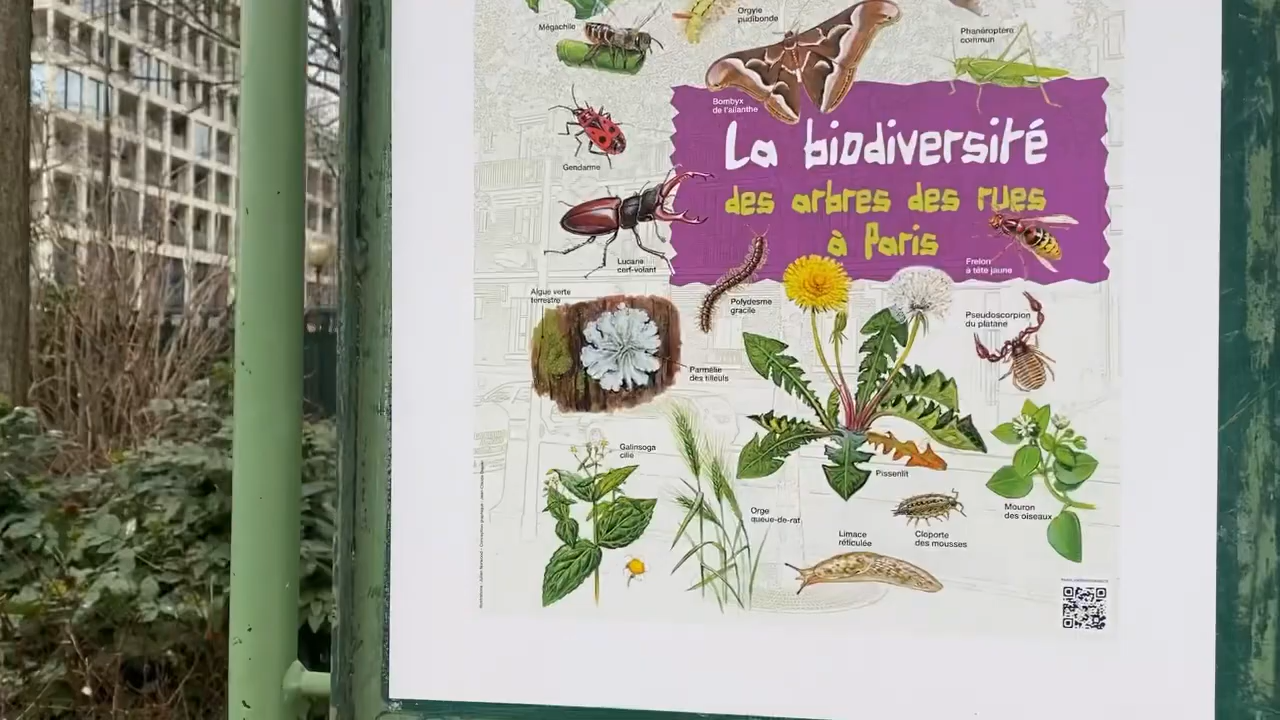 Orgyie
pudibonde
Mégachile
Phanéroptère
commun
Bombyx
de l'ailanthe
La biodiversité
des arbres des rues
à Paris
Gendarme
Lucane
cerf-volant
Frelon
à tête jaune
Algue verte
terrestre
Polydesme
gracile
Pseudoscorpion
du platane
Parmélie
des tilleuls
Galinsoga
cilié
Pissenlit
Orge
queue-de-rat
Mouron
des oiseaux
Limace
réticulée
Cloporte
des mousses